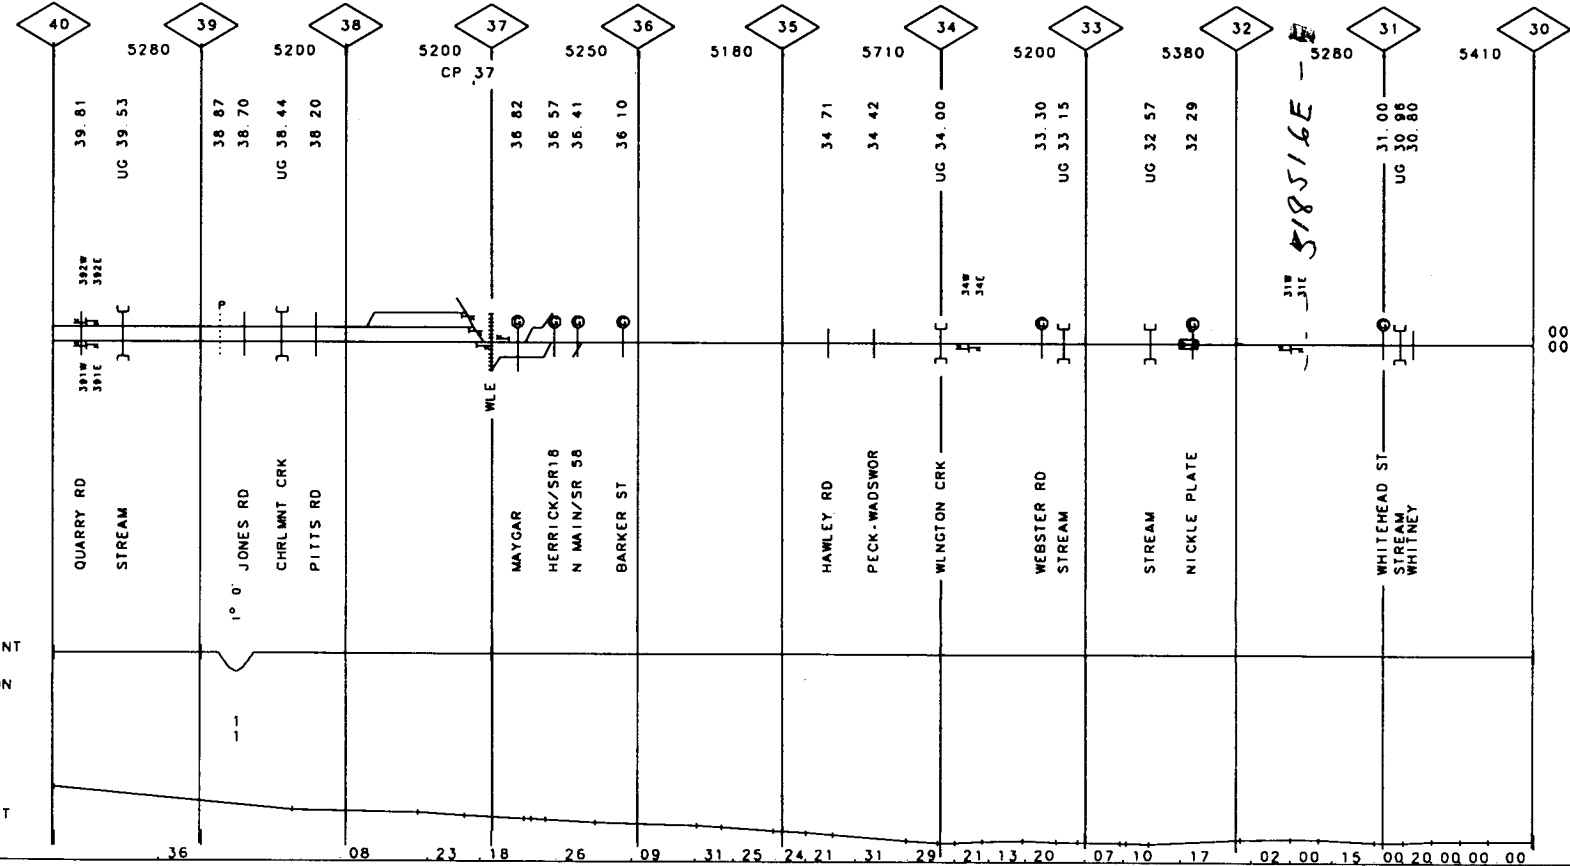 40 39 38 37 36 35 34 33 32 31 30
5280 5200 5200 5250 5180 5710 5200 5380 5280 5410
CP 37
39.81
UG 39.53
38 87
38.70
UG 38.44
38 20
36 82
36 57
36.41
36 10
34 71
34 42
UG 34.00
33.30
UG 33 15
UG 32 57
32 29
518516E -
31.00
UG 30 98
30.80
392W
392E
391W
391E
P
WLE
G G G G G G G
34W
34E
31W
31E
00
00
QUARRY RD
STREAM
JONES RD
CHRLMNT CRK
PITTS RD
MAYGAR
HERRICK/SR18
N MAIN/SR 58
BARKER ST
HAWLEY RD
PECK-WADSWOR
WLNGTON CRK
WEBSTER RD
STREAM
STREAM
NICKLE PLATE
WHITEHEAD ST
STREAM
WHITNEY
1° 0'
NT
ON
1
1
T
.36 .08 .23 .18 .26 .09 .31 .25 .24 .21 .31 .29 .21 .13 .20 .07 .10 .17 .02 .00 .15 .00 .20 .00 .00 .00